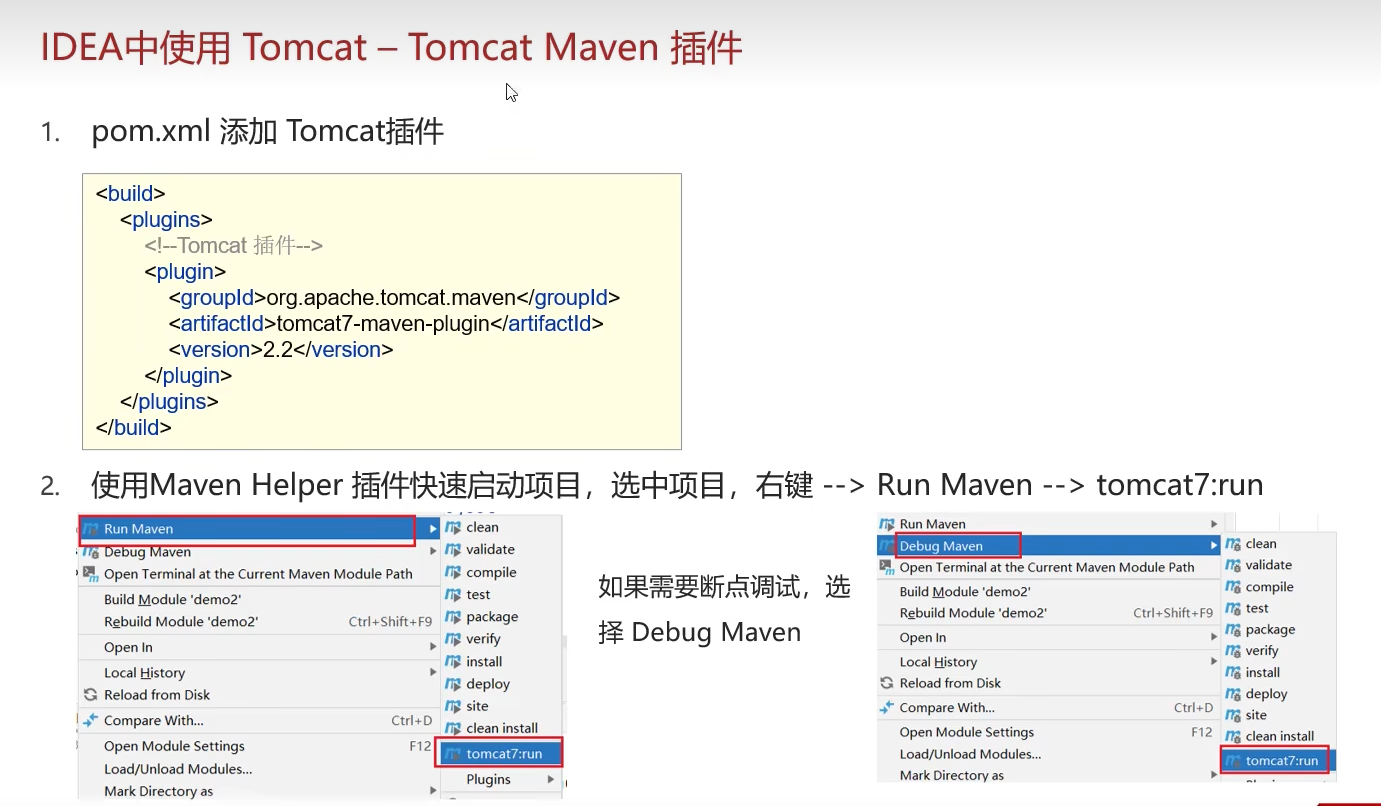 IDEA中使用 Tomcat – Tomcat Maven 插件
1. pom.xml 添加 Tomcat插件
<build>
<plugins>
<!--Tomcat 插件-->
<plugin>
<groupId>org.apache.tomcat.maven</groupId>
<artifactId>tomcat7-maven-plugin</artifactId>
<version>2.2</version>
</plugin>
</plugins>
</build>
2. 使用Maven Helper 插件快速启动项目，选中项目，右键 --> Run Maven --> tomcat7:run
Run Maven
Debug Maven
Open Terminal at the Current Maven Module Path
Build Module 'demo2'
Rebuild Module 'demo2' Ctrl+Shift+F9
Open In
Local History
Reload from Disk
Compare With... Ctrl+D
Open Module Settings F12
Load/Unload Modules...
Mark Directory as
clean
validate
compile
test
package
verify
install
deploy
site
clean install
tomcat7:run
Plugins
如果需要断点调试，选
择 Debug Maven
Run Maven
Debug Maven
Open Terminal at the Current Maven Module Path
Build Module 'demo2'
Rebuild Module 'demo2' Ctrl+Shift+F9
Open In
Local History
Reload from Disk
Compare With... Ctrl+D
Open Module Settings F12
Load/Unload Modules...
Mark Directory as
clean
validate
compile
test
package
verify
install
deploy
site
clean install
tomcat7:run